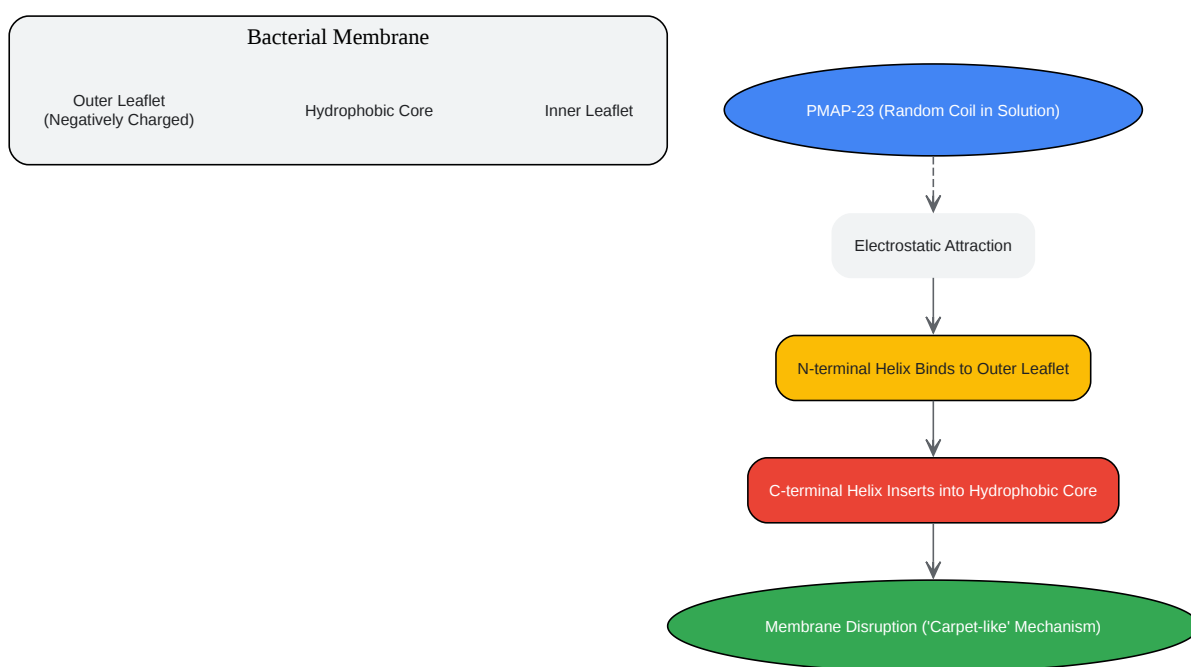 Bacterial Membrane
Outer Leaflet
(Negatively Charged)
Hydrophobic Core
Inner Leaflet
PMAP-23 (Random Coil in Solution)
Electrostatic Attraction
N-terminal Helix Binds to Outer Leaflet
C-terminal Helix Inserts into Hydrophobic Core
Membrane Disruption ('Carpet-like' Mechanism)